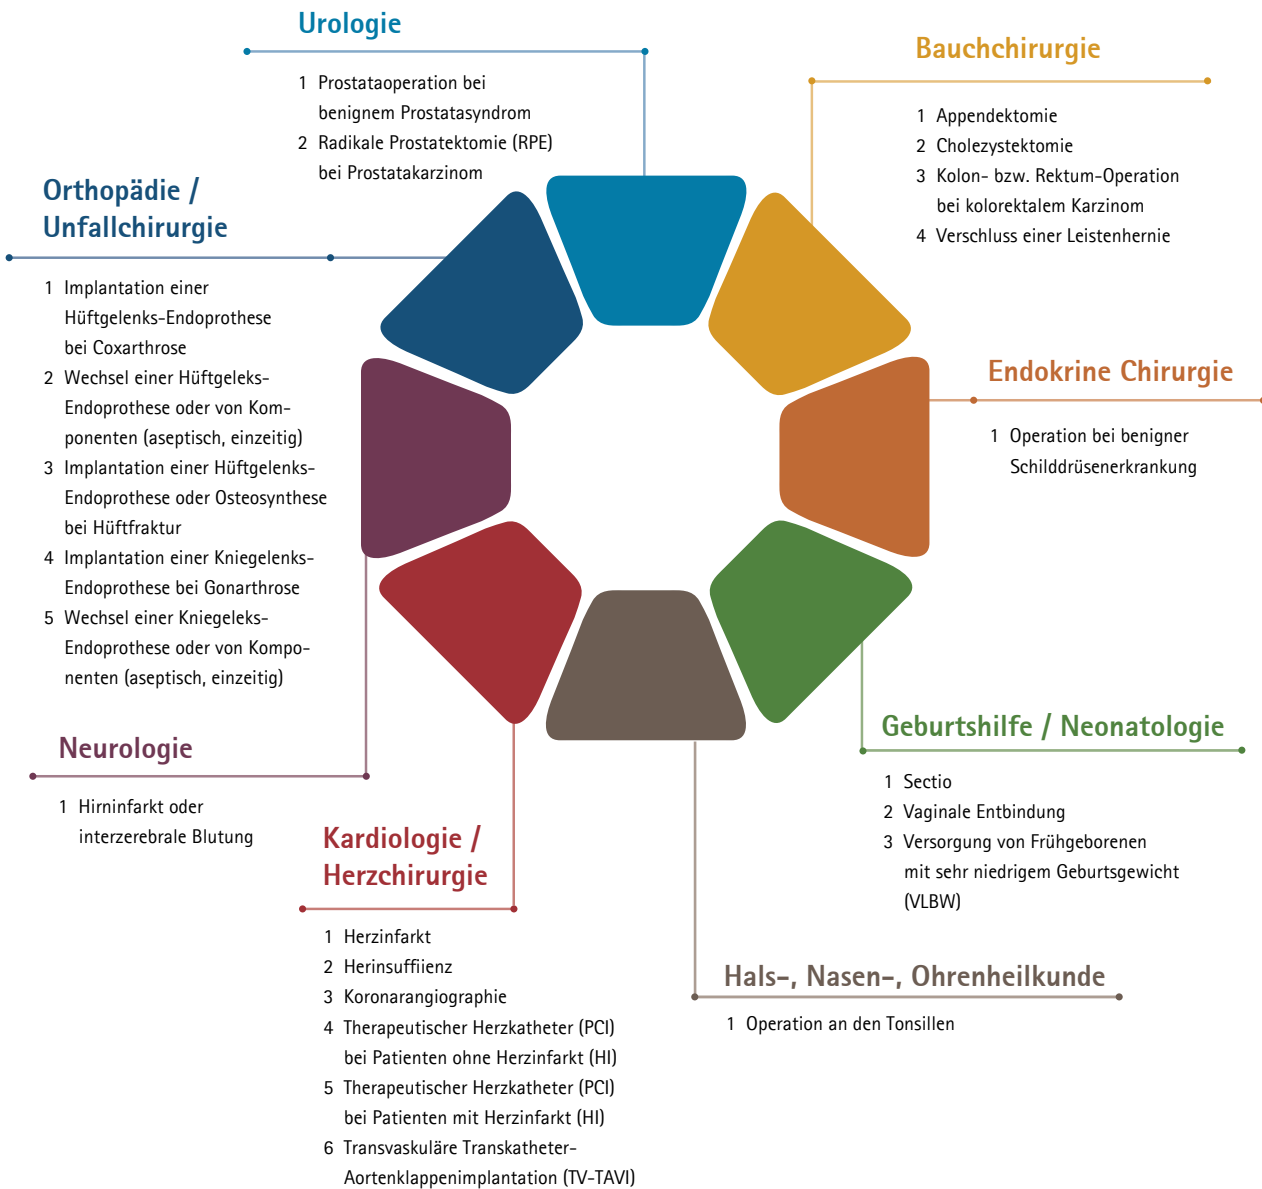 Urologie
1 Prostataoperation bei
benignem Prostatasyndrom
2 Radikale Prostatektomie (RPE)
bei Prostatakarzinom
Bauchchirurgie
1 Appendektomie
2 Cholezystektomie
3 Kolon- bzw. Rektum-Operation
bei kolorektalem Karzinom
4 Verschluss einer Leistenhernie
Orthopädie /
Unfallchirurgie
1 Implantation einer
Hüftgelenks-Endoprothese
bei Coxarthrose
2 Wechsel einer Hüftgeleks-
Endoprothese oder von Kom-
ponenten (aseptisch, einzeitig)
3 Implantation einer Hüftgelenks-
Endoprothese oder Osteosynthese
bei Hüftfraktur
4 Implantation einer Kniegelenks-
Endoprothese bei Gonarthrose
5 Wechsel einer Kniegeleks-
Endoprothese oder von Kompo-
nenten (aseptisch, einzeitig)
Endokrine Chirurgie
1 Operation bei benigner
Schilddrüsenerkrankung
Neurologie
1 Hirninfarkt oder
interzerebrale Blutung
Geburtshilfe / Neonatologie
1 Sectio
2 Vaginale Entbindung
3 Versorgung von Frühgeborenen
mit sehr niedrigem Geburtsgewicht
(VLBW)
Kardiologie /
Herzchirurgie
1 Herzinfarkt
2 Herinsuffiienz
3 Koronarangiographie
4 Therapeutischer Herzkatheter (PCI)
bei Patienten ohne Herzinfarkt (HI)
5 Therapeutischer Herzkatheter (PCI)
bei Patienten mit Herzinfarkt (HI)
6 Transvaskuläre Transkatheter-
Aortenklappenimplantation (TV-TAVI)
Hals-, Nasen-, Ohrenheilkunde
1 Operation an den Tonsillen